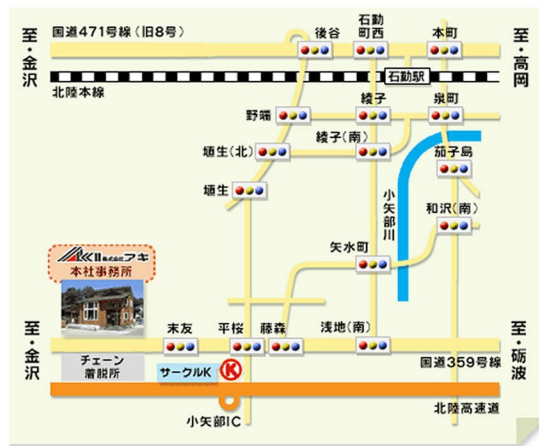 至・金沢
国道471号線(旧8号)
後谷
石動
町西
本町
至・高岡
石動駅
北陸本線
野端
綾子
泉町
埴生(北)
綾子(南)
茄子島
埴生
小矢部川
和沢(南)
矢水町
AKII 株式会社アキ
本社事務所
至・金沢
末友
平桜
藤森
浅地(南)
至・砺波
国道359号線
チェーン
着脱所
サークルK
K
北陸高速道
小矢部IC